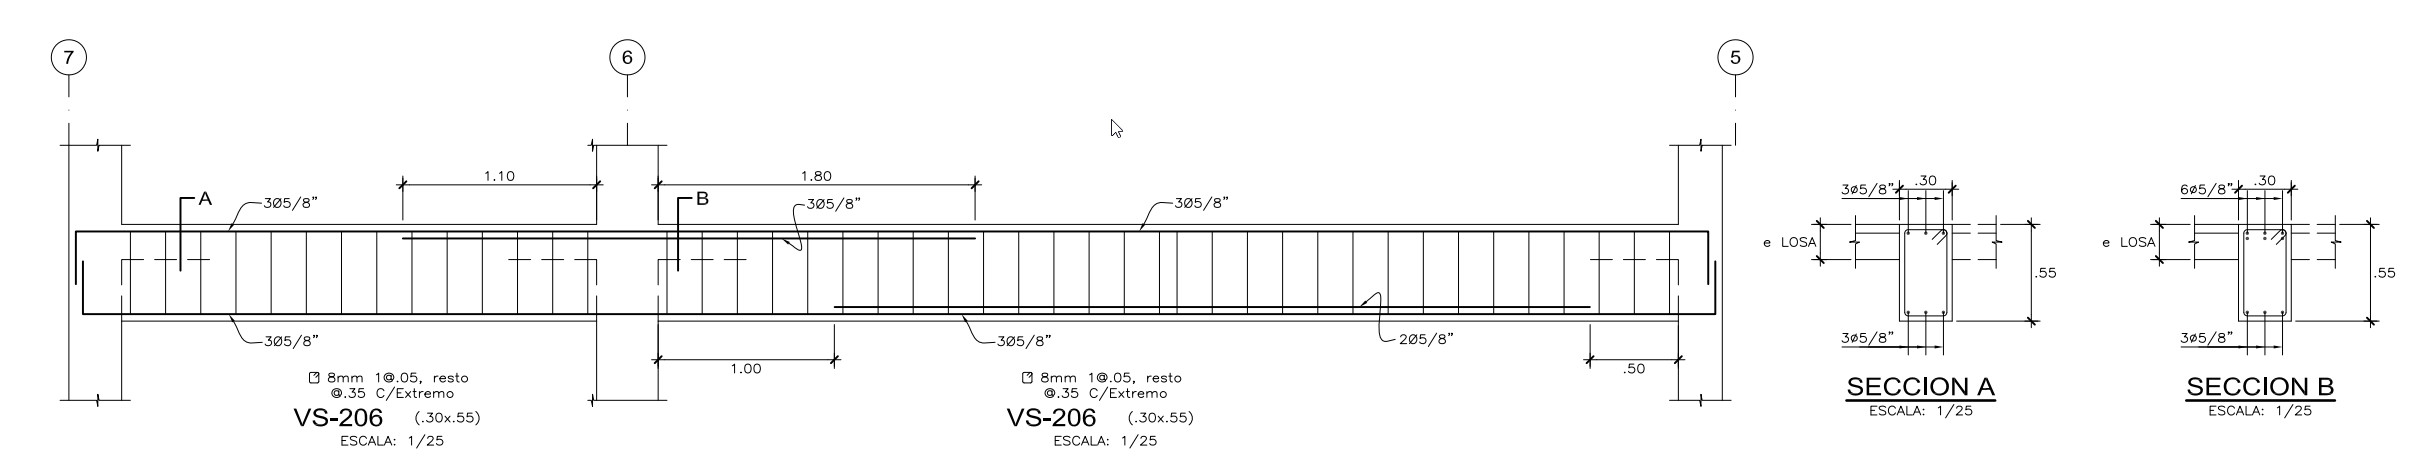 7
6
5
1.10
1.80
A
3Ø5/8"
B
3Ø5/8"
3Ø5/8"
3Ø5/8"
3Ø5/8"
2Ø5/8"
1.00
.50
8mm 1@.05, resto
@.35 C/Extremo
VS-206 (.30x.55)
ESCALA: 1/25
8mm 1@.05, resto
@.35 C/Extremo
VS-206 (.30x.55)
ESCALA: 1/25
3ø5/8" .30
e LOSA
.55
3ø5/8"
SECCION A
ESCALA: 1/25
6ø5/8" .30
e LOSA
.55
3ø5/8"
SECCION B
ESCALA: 1/25